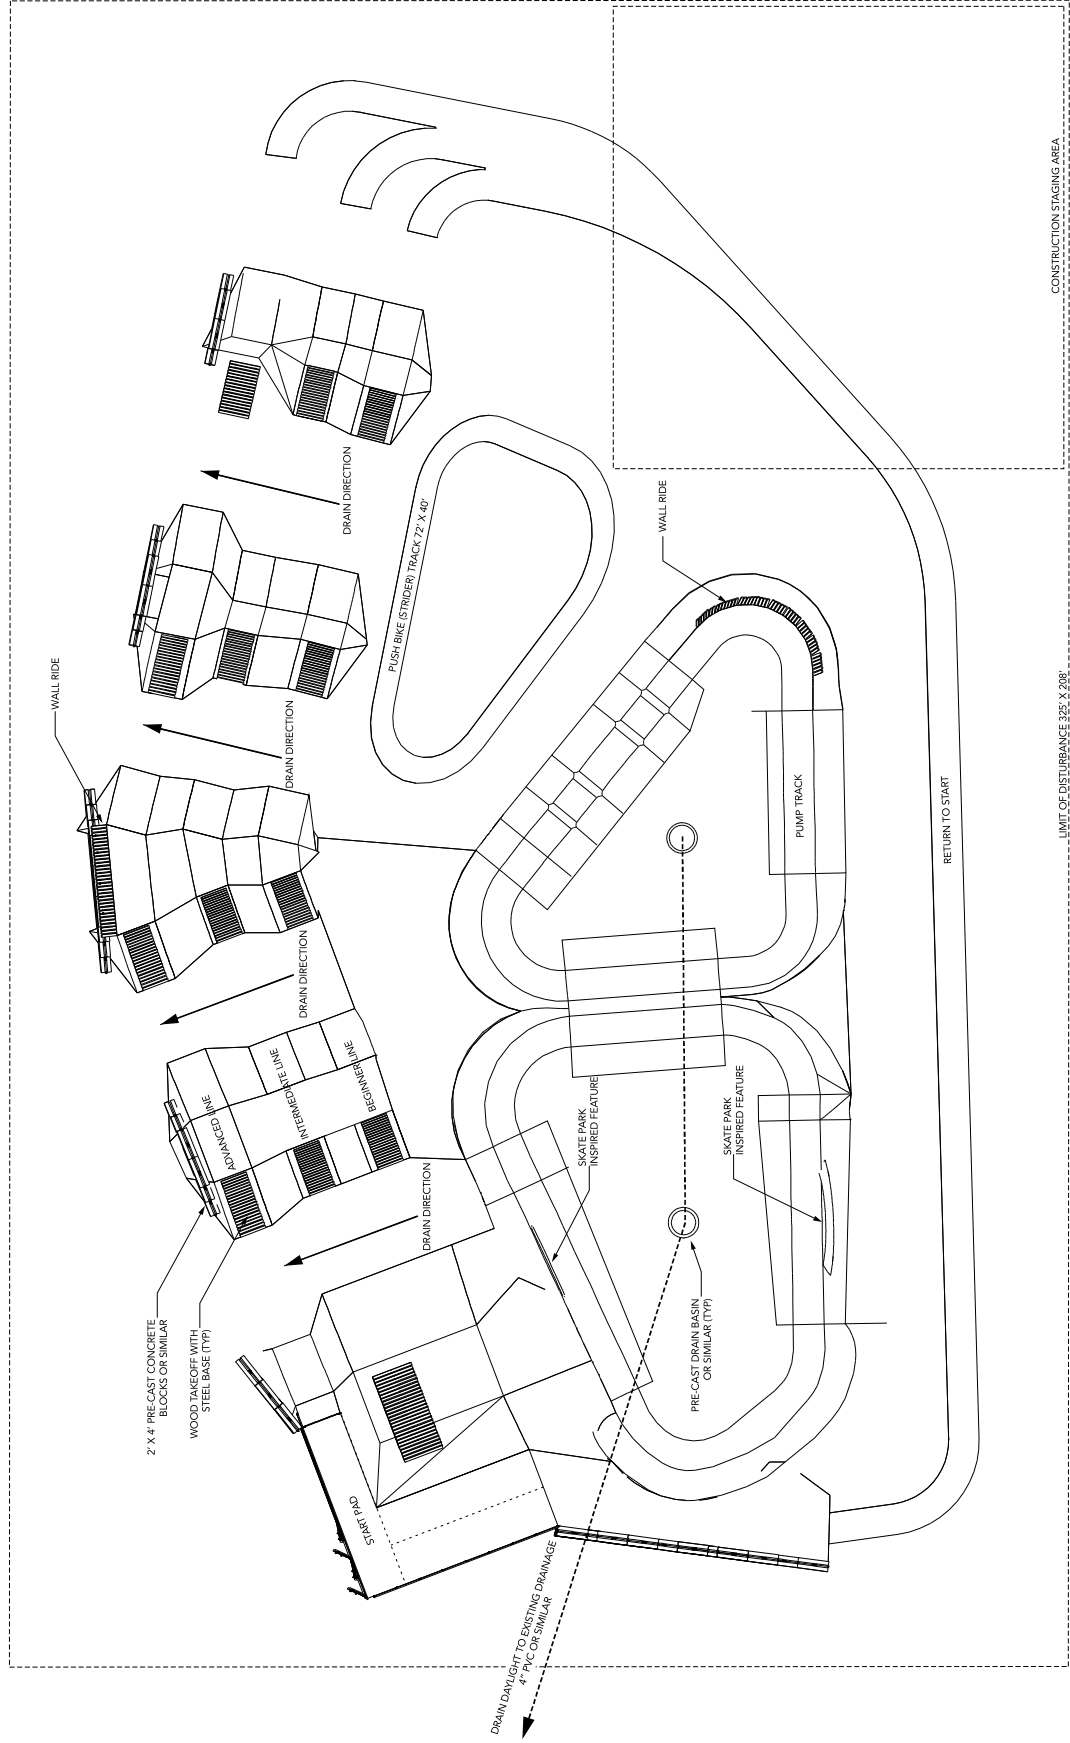 CONSTRUCTION STAGING AREA
DRAIN DIRECTION
PUSH BIKE (STRIDER) TRACK 72' X 40'
WALL RIDE
WALL RIDE
DRAIN DIRECTION
LIMIT OF DISTURBANCE 325' X 208'
PUMP TRACK
RETURN TO START
DRAIN DIRECTION
ADVANCED LINE
INTERMEDIATE LINE
BEGINNER LINE
SKATE PARK
INSPIRED FEATURE
SKATE PARK
INSPIRED FEATURE
DRAIN DIRECTION
2' X 4' PRE-CAST CONCRETE
BLOCKS OR SIMILAR
WOOD TAKEOFF WITH
STEEL BASE (TYP)
PRE-CAST DRAIN BASIN
OR SIMILAR (TYP)
START PAD
DRAIN DAYLIGHT TO EXISTING DRAINAGE
4" PVC OR SIMILAR